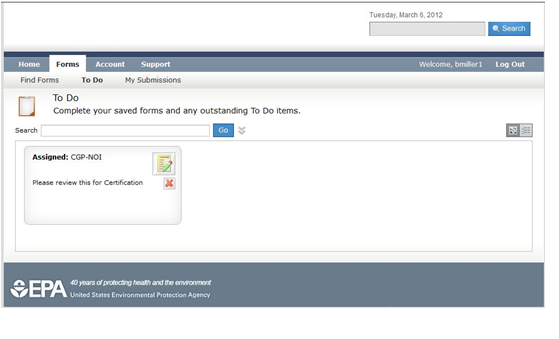 Tuesday, March 6, 2012
Search
Home Forms Account Support Welcome, bmiller1 Log Out
Find Forms To Do My Submissions
To Do
Complete your saved forms and any outstanding To Do items.
Search Go
Assigned: CGP-NOI
Please review this for Certification
EPA 40 years of protecting health and the environment
United States Environmental Protection Agency